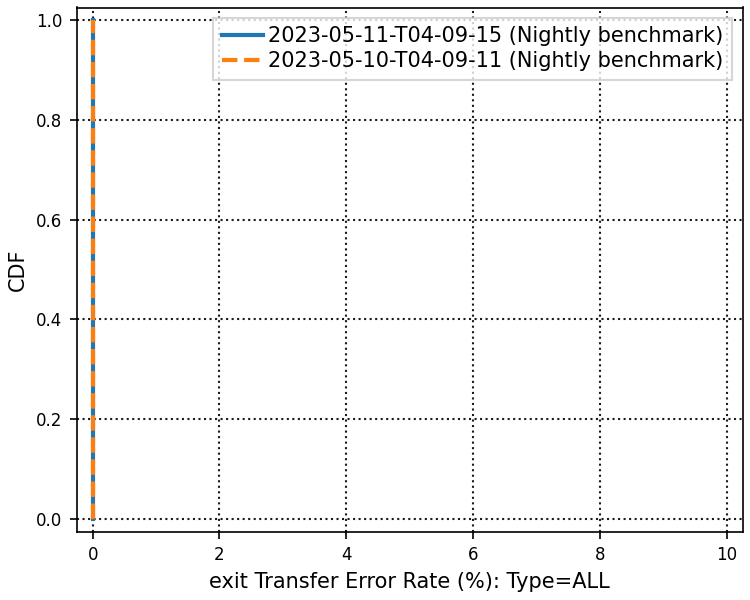 2023-05-11-T04-09-15 (Nightly benchmark)
2023-05-10-T04-09-11 (Nightly benchmark)
CDF
1.0
0.8
0.6
0.4
0.2
0.0
0 2 4 6 8 10
exit Transfer Error Rate (%): Type=ALL